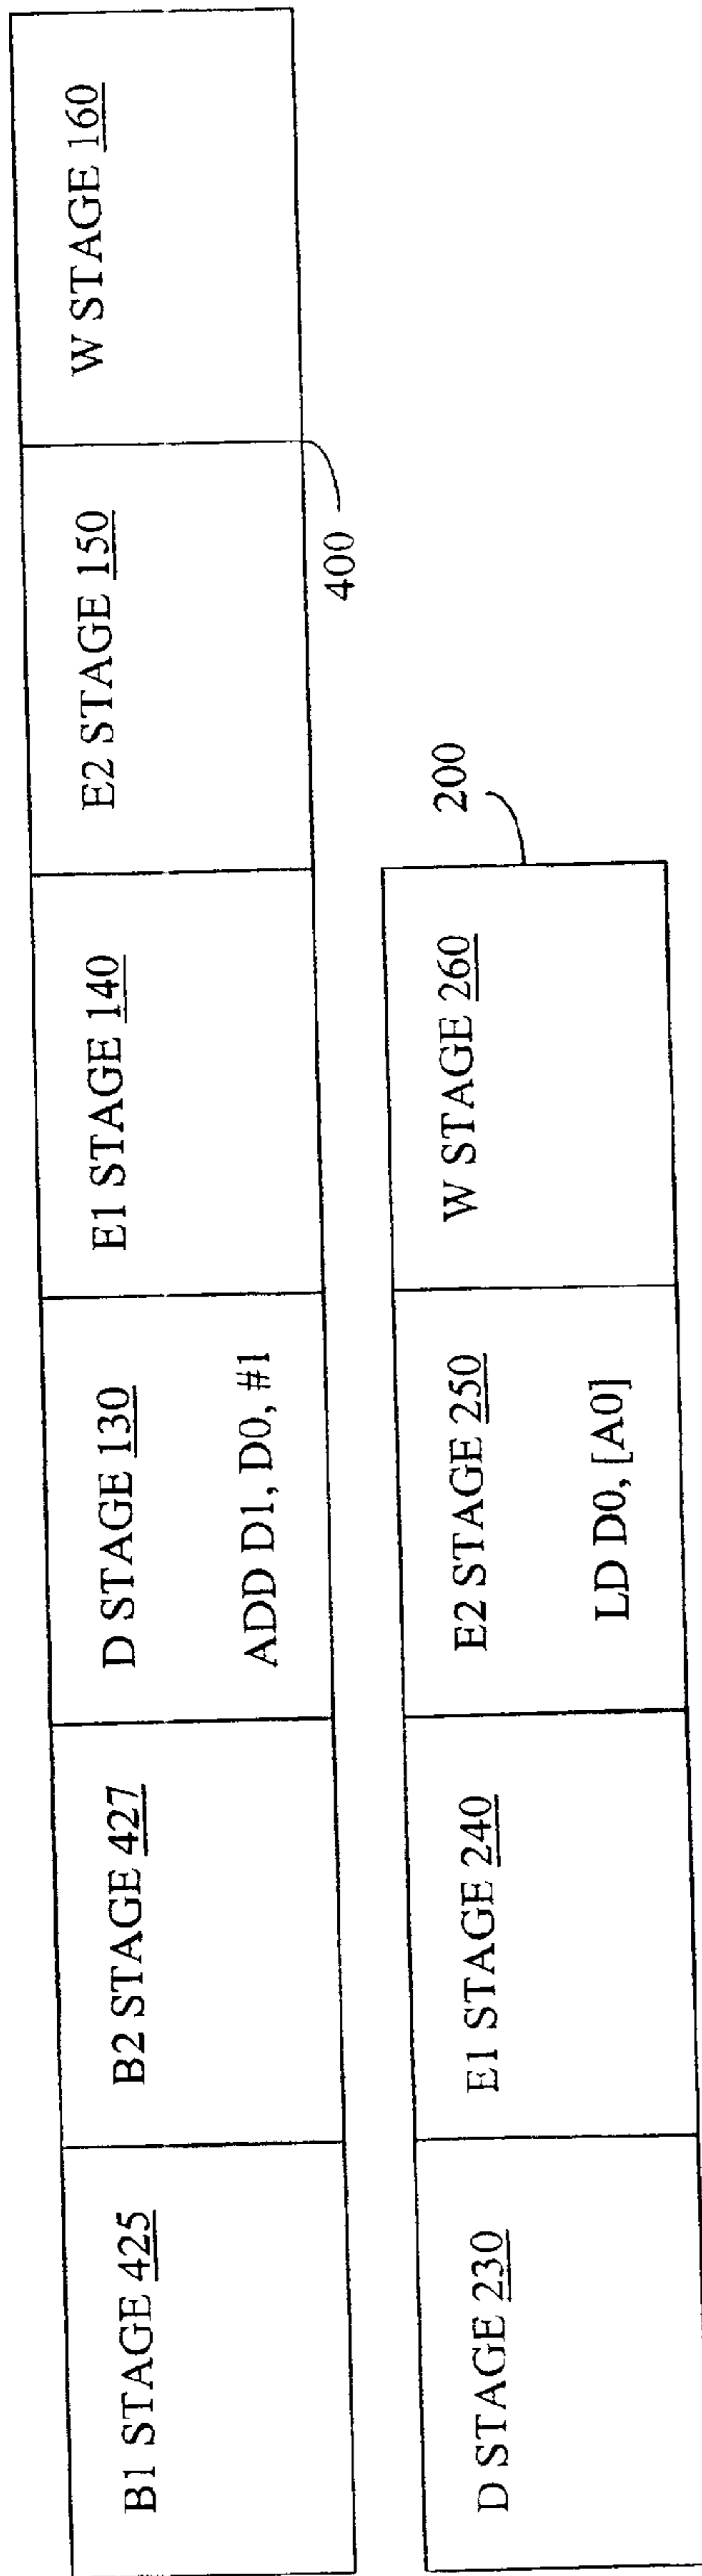 B1 STAGE 425
B2 STAGE 427
D STAGE 130
ADD D1, D0, #1
E1 STAGE 140
E2 STAGE 150
W STAGE 160
400
D STAGE 230
E1 STAGE 240
E2 STAGE 250
LD D0, [A0]
W STAGE 260
200